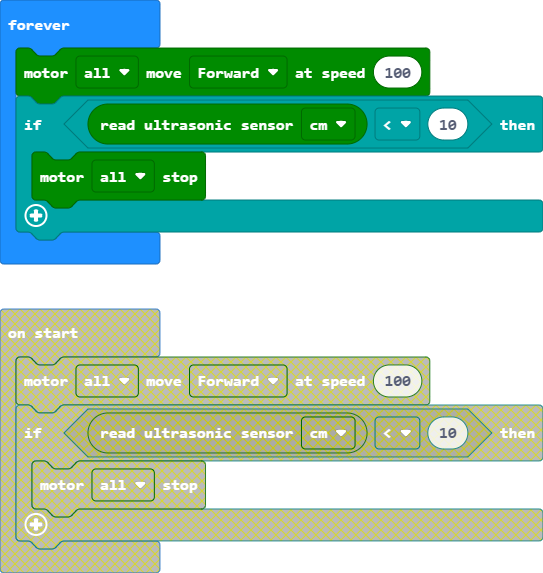 forever
motor all move Forward at speed 100
if read ultrasonic sensor cm < 10 then
motor all stop
on start
motor all move Forward at speed 100
if read ultrasonic sensor cm < 10 then
motor all stop